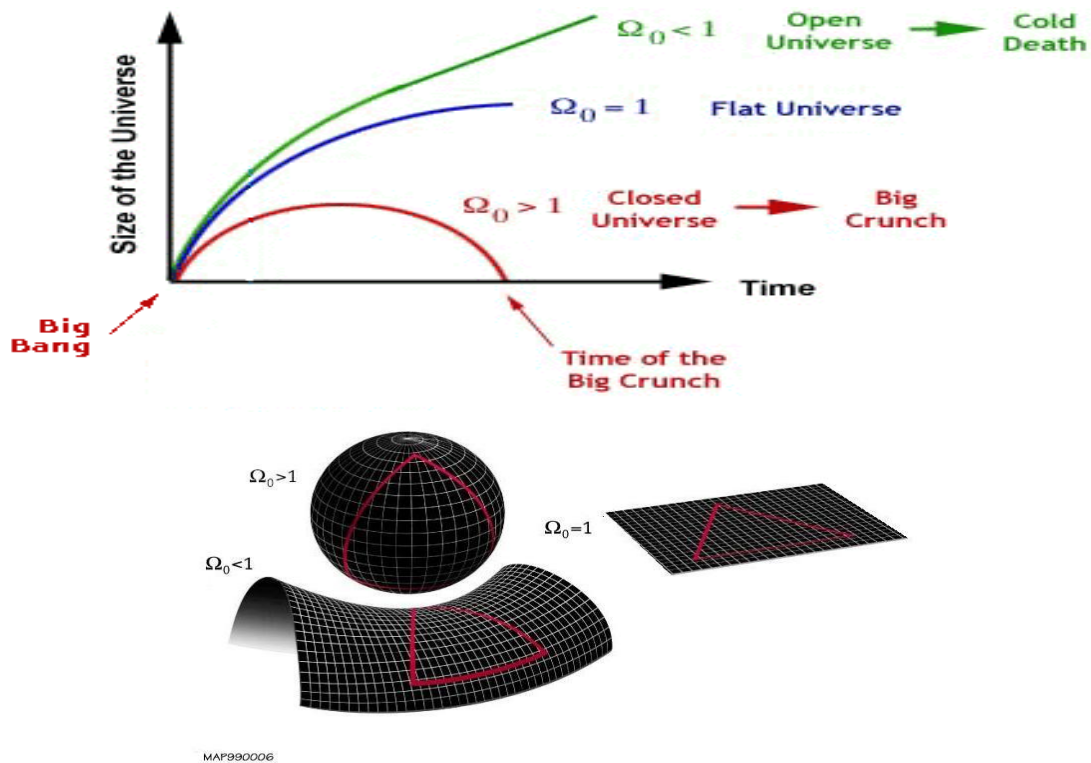 Size of the Universe
Ω₀ < 1 Open Universe Cold Death
Ω₀ = 1 Flat Universe
Ω₀ > 1 Closed Universe Big Crunch
Time
Big
Bang
Time of the
Big Crunch
Ω₀>1
Ω₀=1
Ω₀<1
MAP990006